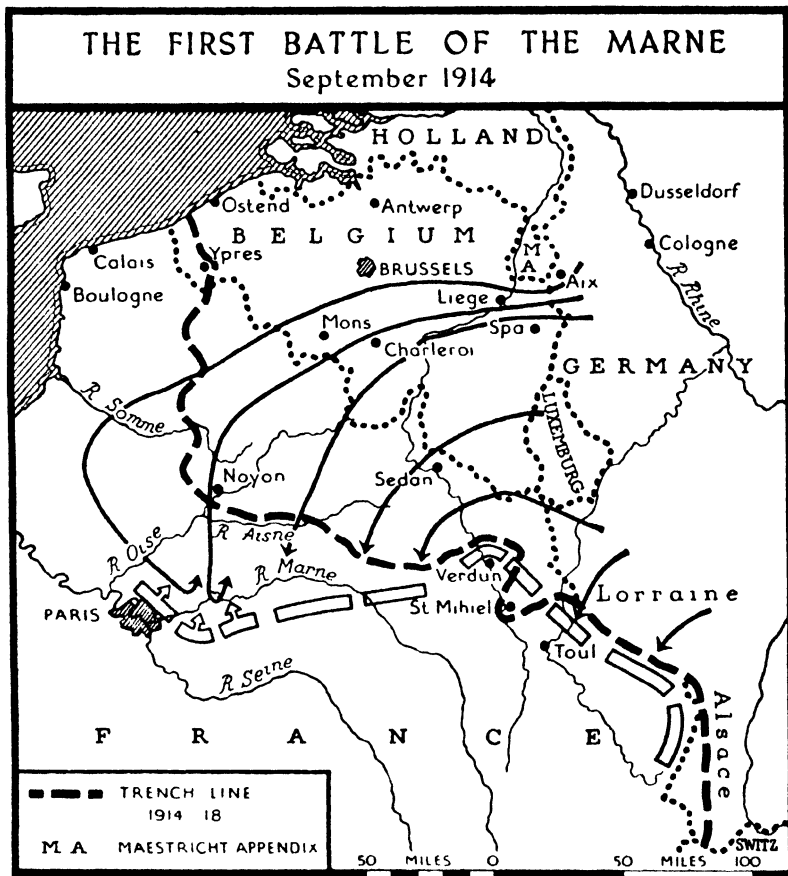 THE FIRST BATTLE OF THE MARNE
September 1914
HOLLAND
Ostend
Antwerp
Dusseldorf
BELGIUM
Calais
Ypres
BRUSSELS
M
A
Cologne
Boulogne
Liege
Aix
R Rhine
Mons
Charleroi
Spa
GERMANY
R Somme
LUXEMBURG
Noyon
Sedan
R Oise
R Aisne
R Marne
Verdun
PARIS
St Mihiel
Lorraine
Toul
R Seine
Alsace
FRANCE
TRENCH LINE
1914 18
M A MAESTRICHT APPENDIX
SWITZ
50 MILES 0 50 MILES 100